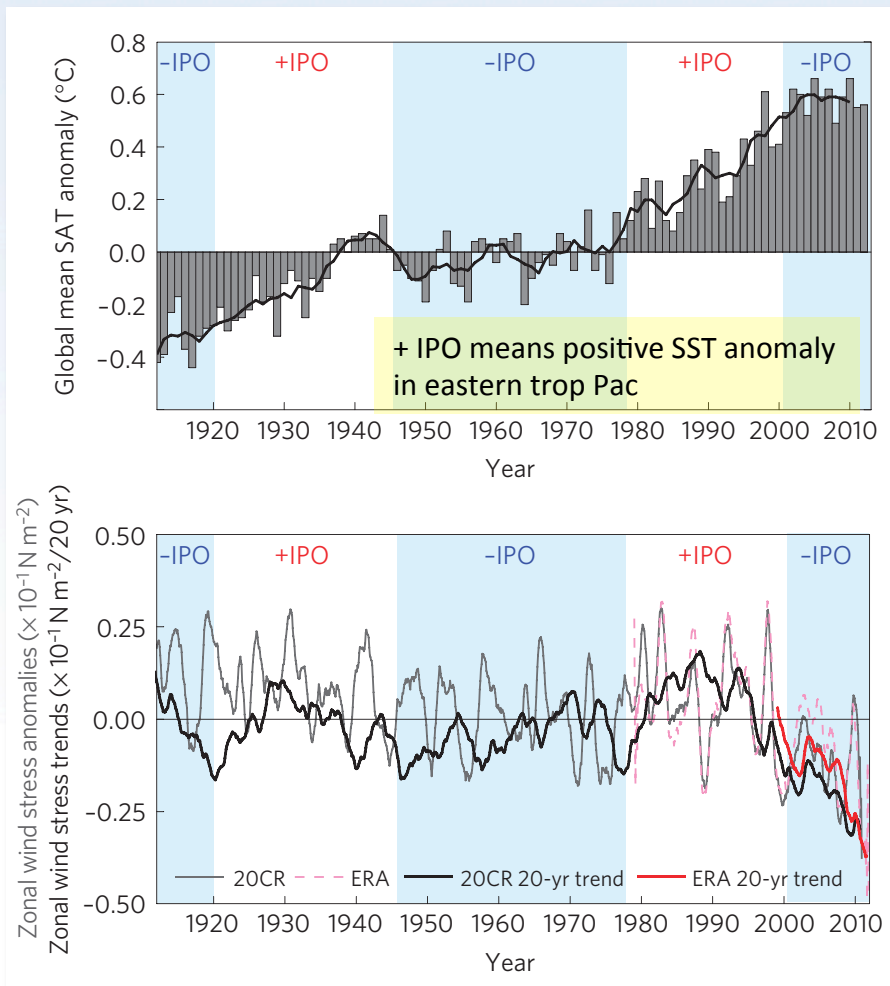 –IPO +IPO –IPO +IPO –IPO
Global mean SAT anomaly (°C)
0.8
0.6
0.4
0.2
0.0
−0.2
−0.4
+ IPO means positive SST anomaly
in eastern trop Pac
1920 1930 1940 1950 1960 1970 1980 1990 2000 2010
Year
Zonal wind stress anomalies (× 10⁻¹ N m⁻²)
Zonal wind stress trends (× 10⁻¹ N m⁻²/20 yr)
–IPO +IPO –IPO +IPO –IPO
0.50
0.25
0.00
−0.25
−0.50
20CR ERA 20CR 20-yr trend ERA 20-yr trend
1920 1930 1940 1950 1960 1970 1980 1990 2000 2010
Year